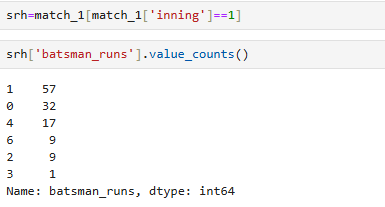 srh=match_1[match_1['inning']==1]
srh['batsman_runs'].value_counts()
1    57
0    32
4    17
6     9
2     9
3     1
Name: batsman_runs, dtype: int64